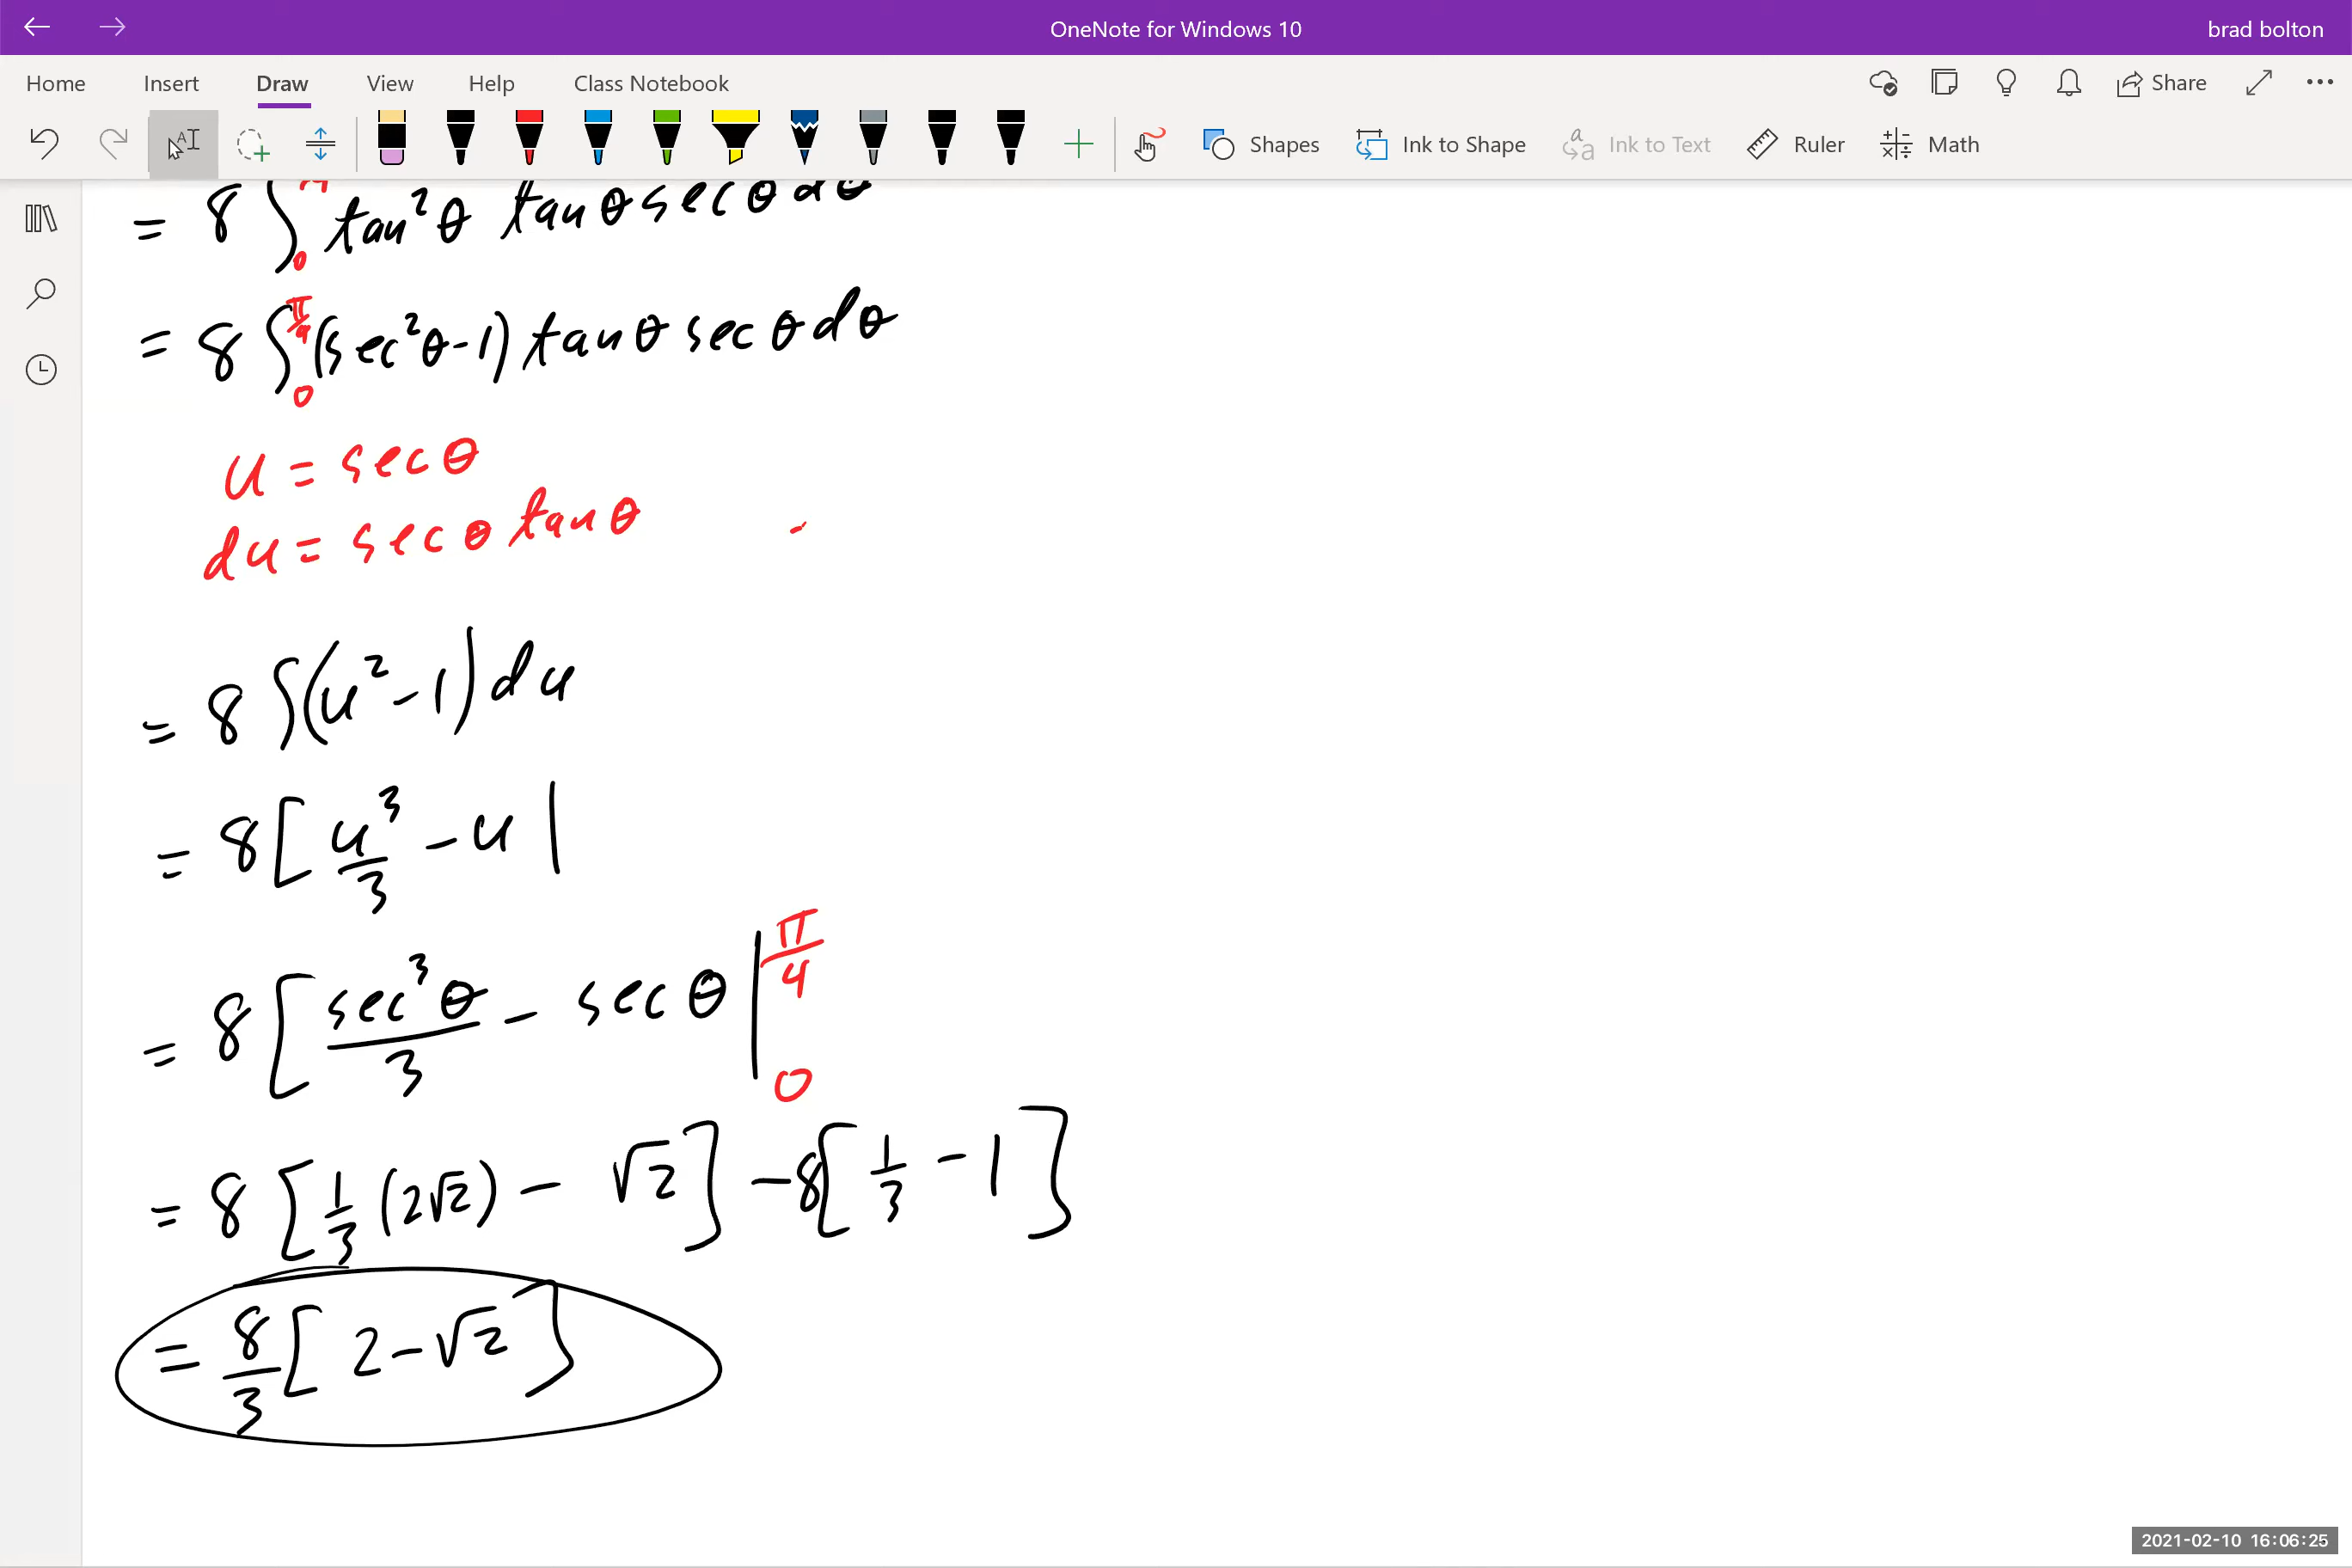 OneNote for Windows 10
brad bolton
Home Insert Draw View Help Class Notebook Share
Shapes Ink to Shape Ink to Text Ruler Math
= 8 ∫₀ tan²θ tanθ secθ dθ
= 8 ∫₀^(π/4) (sec²θ-1) tanθ secθ dθ
u = secθ
du = secθ tanθ
= 8 ∫(u²-1) du
= 8 [ u³/3 - u |
= 8 [ sec³θ/3 - secθ |₀^(π/4)
= 8 [ 1/3 (2√2) - √2 ] - 8[ 1/3 - 1 ]
= 8/3 [ 2 - √2 ]
2021-02-10 16:06:25